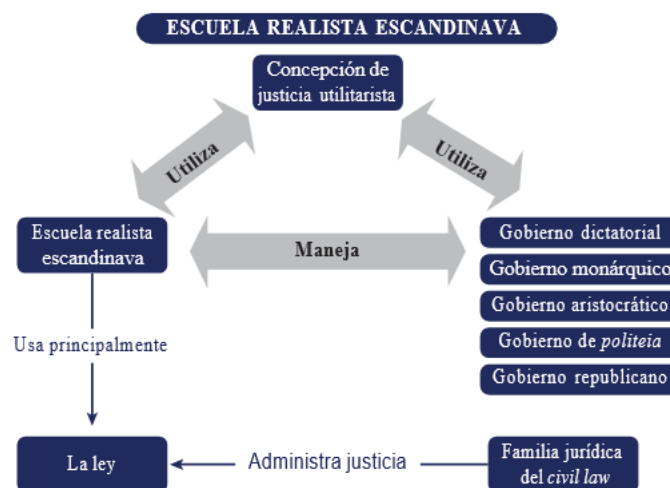 ESCUELA REALISTA ESCANDINAVA
Concepción de
justicia utilitarista
Utiliza
Utiliza
Escuela realista
escandinava
Maneja
Gobierno dictatorial
Gobierno monárquico
Gobierno aristocrático
Gobierno de politeia
Gobierno republicano
Usa principalmente
La ley
Administra justicia
Familia jurídica
del civil law